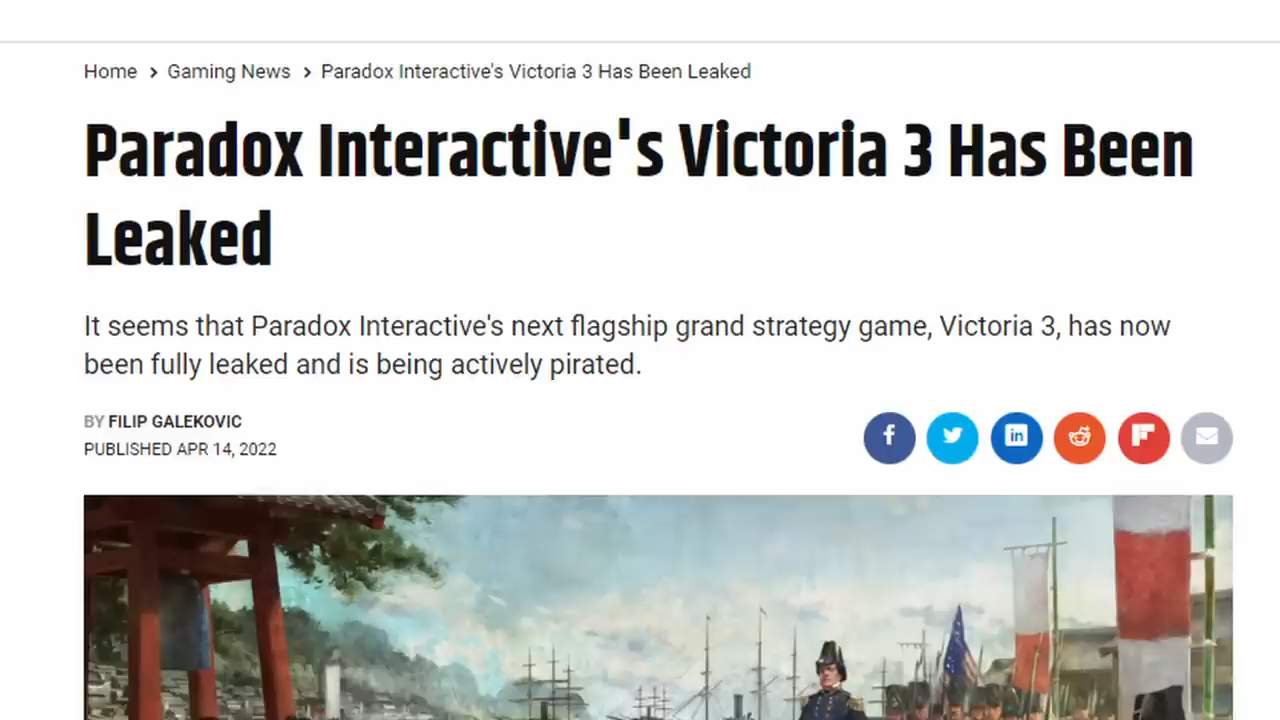 Home > Gaming News > Paradox Interactive's Victoria 3 Has Been Leaked
Paradox Interactive's Victoria 3 Has Been
Leaked
It seems that Paradox Interactive's next flagship grand strategy game, Victoria 3, has now
been fully leaked and is being actively pirated.
BY FILIP GALEKOVIC
PUBLISHED APR 14, 2022